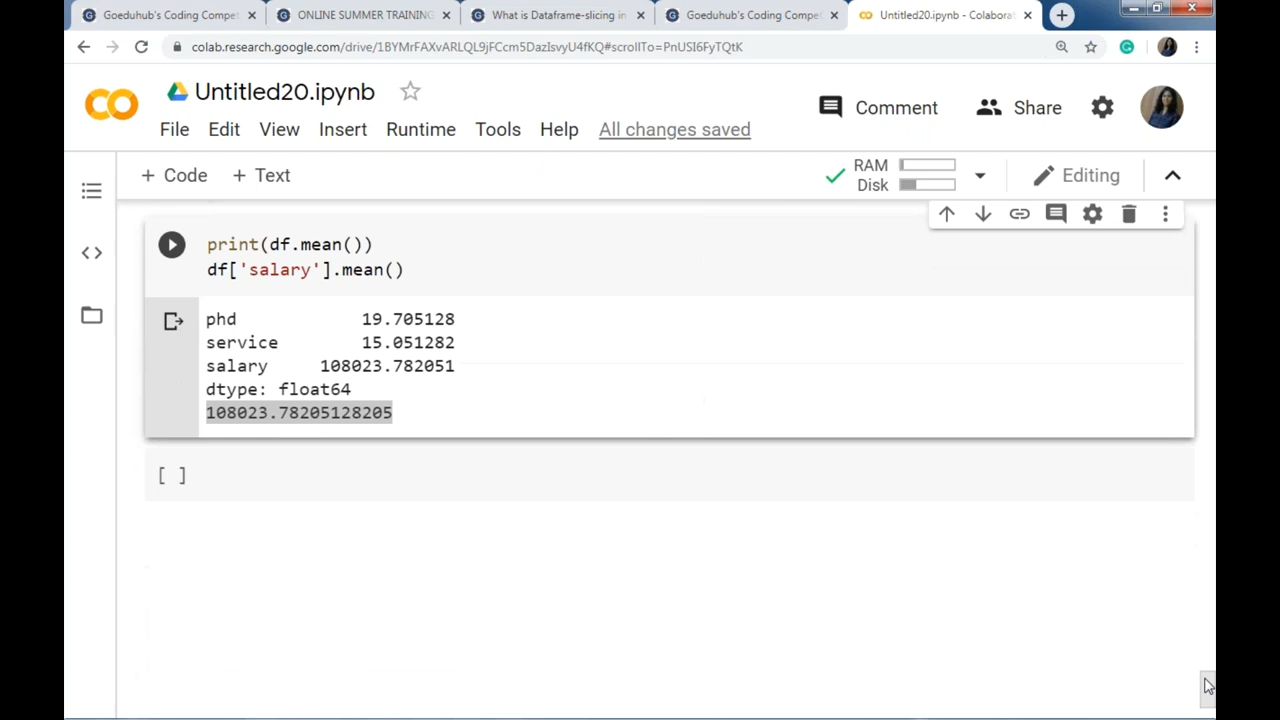 Goeduhub's Coding Compet
ONLINE SUMMER TRAINING
What is Dataframe-slicing in
Goeduhub's Coding Compet
Untitled20.ipynb - Colaborat
colab.research.google.com/drive/1BYMrFAXvARLQL9jFCcm5DazIsvyU4fKQ#scrollTo=PnUSI6FyTQtK
Untitled20.ipynb
Comment
Share
File Edit View Insert Runtime Tools Help All changes saved
+ Code + Text
RAM
Disk
Editing
print(df.mean())
df['salary'].mean()
phd 19.705128
service 15.051282
salary 108023.782051
dtype: float64
108023.78205128205
[ ]